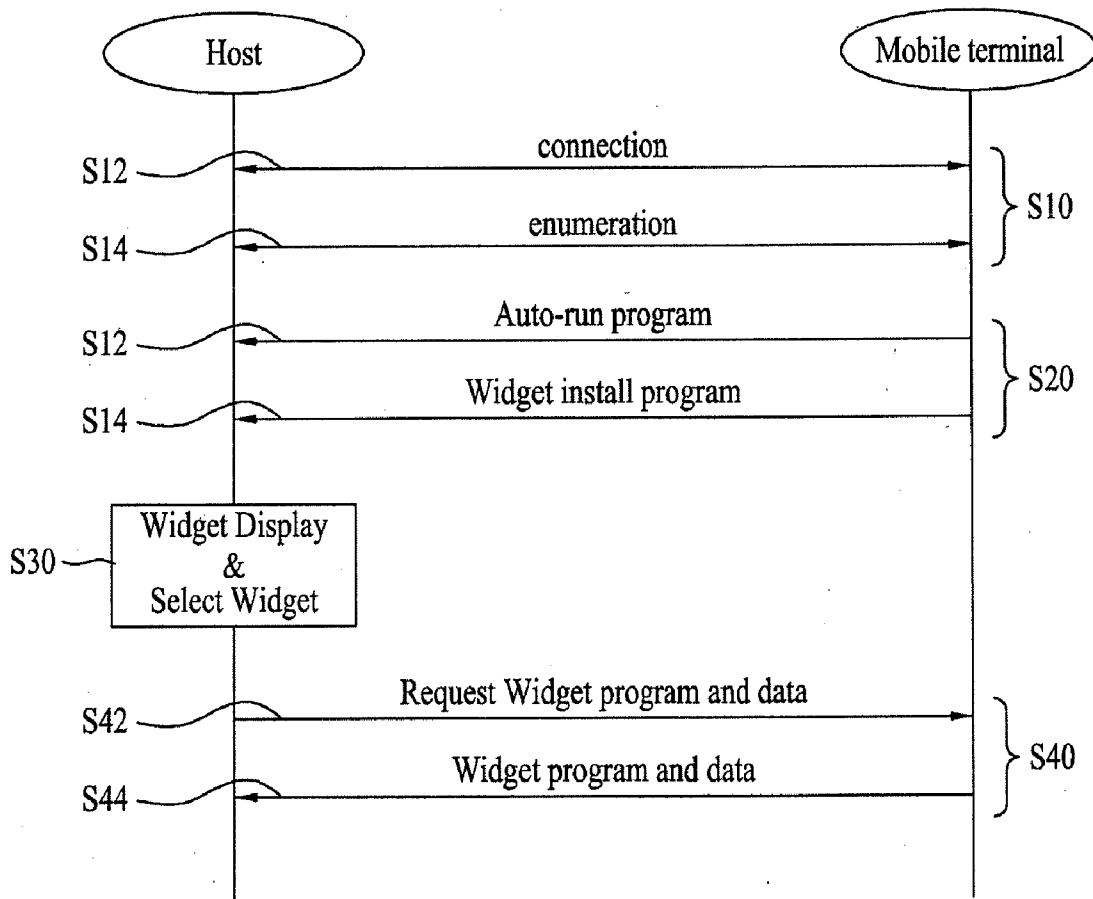 Host
Mobile terminal
S12
connection
S10
S14
enumeration
S12
Auto-run program
S20
S14
Widget install program
S30
Widget Display
&
Select Widget
S42
Request Widget program and data
S40
S44
Widget program and data